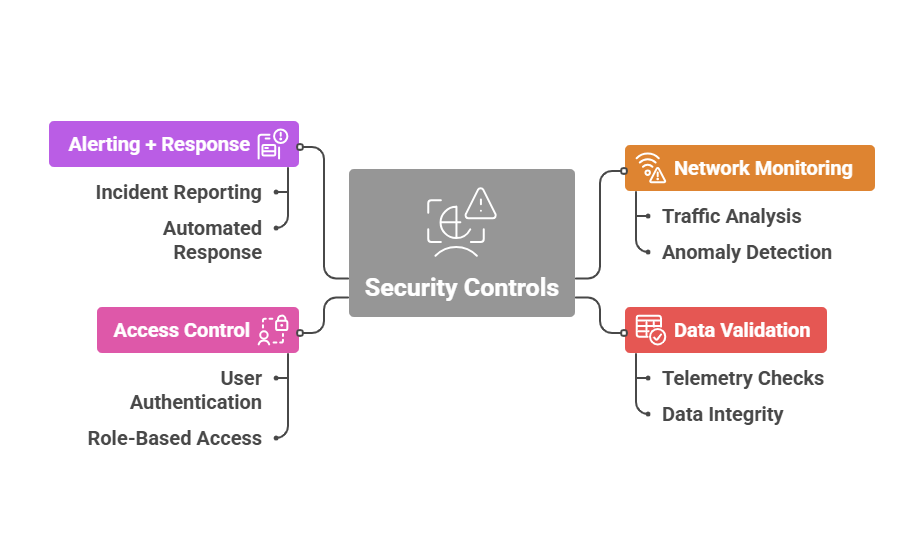 Alerting + Response
Incident Reporting
Automated
Response
Access Control
User
Authentication
Role-Based Access
Security Controls
Network Monitoring
Traffic Analysis
Anomaly Detection
Data Validation
Telemetry Checks
Data Integrity